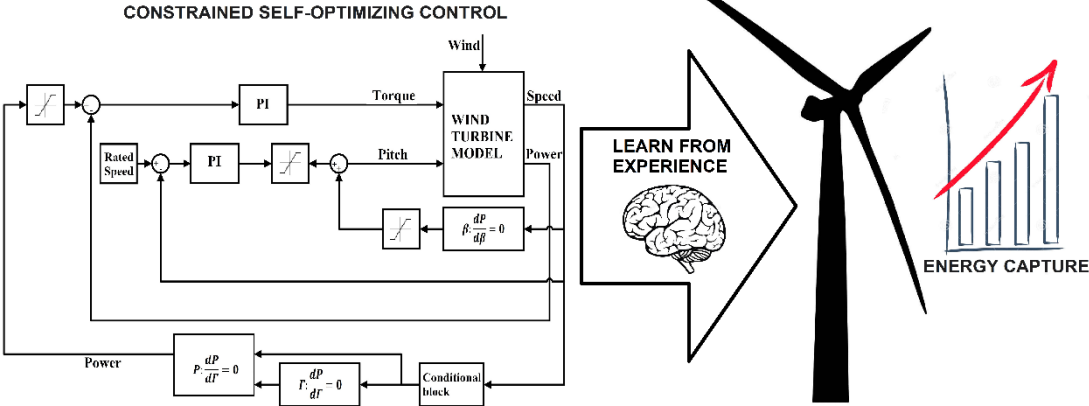 CONSTRAINED SELF-OPTIMIZING CONTROL
Wind
PI
Torque
Speed
WIND
TURBINE
MODEL
Rated
Speed
PI
Pitch
Power
β: dP/dβ = 0
Power
P: dP/dΓ = 0
Γ: dP/dΓ = 0
Conditional
block
LEARN FROM
EXPERIENCE
ENERGY CAPTURE